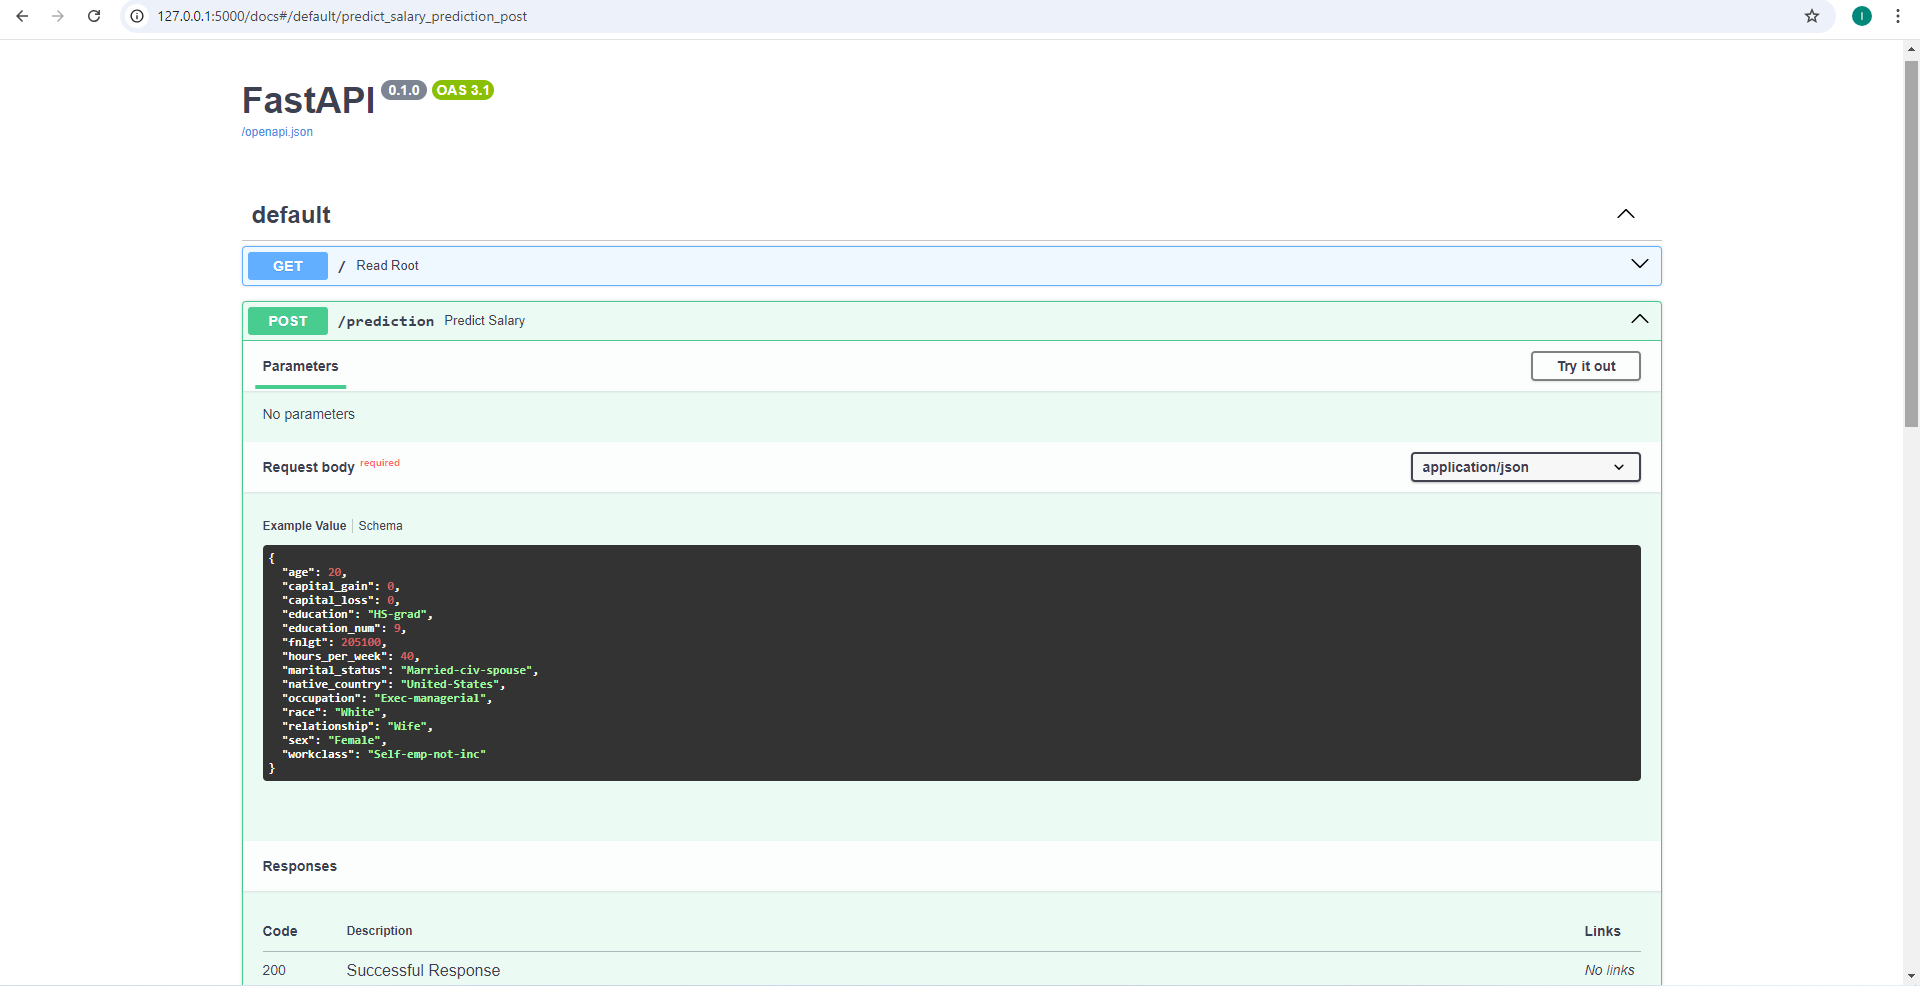 127.0.0.1:5000/docs#/default/predict_salary_prediction_post
I
FastAPI 0.1.0 OAS 3.1
/openapi.json
default
GET / Read Root
POST /prediction Predict Salary
Parameters
Try it out
No parameters
Request body required
application/json
Example Value | Schema
{
  "age": 20,
  "capital_gain": 0,
  "capital_loss": 0,
  "education": "HS-grad",
  "education_num": 9,
  "fnlgt": 205100,
  "hours_per_week": 40,
  "marital_status": "Married-civ-spouse",
  "native_country": "United-States",
  "occupation": "Exec-managerial",
  "race": "White",
  "relationship": "Wife",
  "sex": "Female",
  "workclass": "Self-emp-not-inc"
}
Responses
Code Description Links
200 Successful Response No links